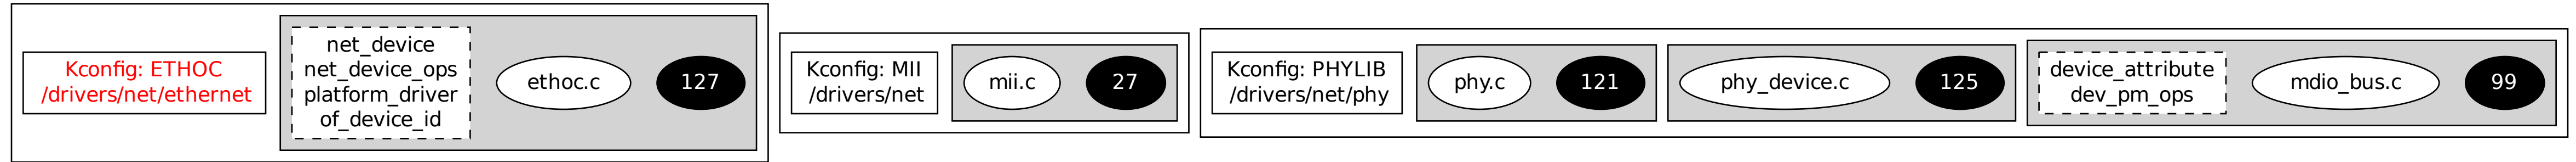 Kconfig: ETHOC
/drivers/net/ethernet
net_device
net_device_ops
platform_driver
of_device_id
ethoc.c
127
Kconfig: MII
/drivers/net
mii.c
27
Kconfig: PHYLIB
/drivers/net/phy
phy.c
121
phy_device.c
125
device_attribute
dev_pm_ops
mdio_bus.c
99